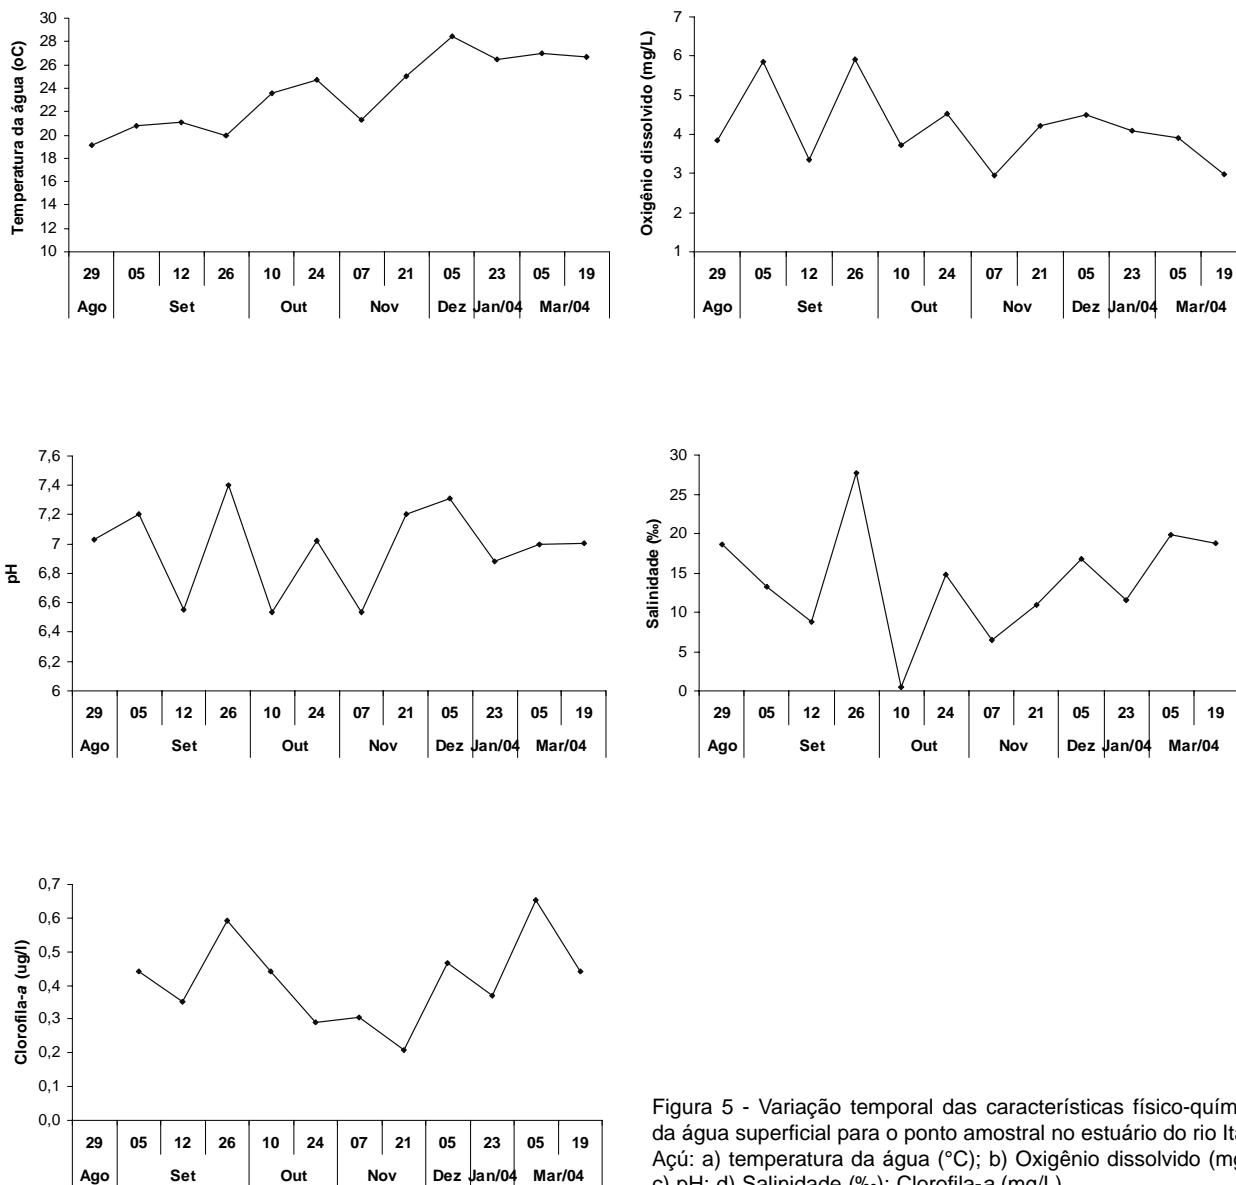 Temperatura da água (oC)
30
28
26
24
22
20
18
16
14
12
10
29 05 12 26 10 24 07 21 05 23 05 19
Ago Set Out Nov Dez Jan/04 Mar/04
Oxigênio dissolvido (mg/L)
7
6
5
4
3
2
1
29 05 12 26 10 24 07 21 05 23 05 19
Ago Set Out Nov Dez Jan/04 Mar/04
pH
7,6
7,4
7,2
7
6,8
6,6
6,4
6,2
6
29 05 12 26 10 24 07 21 05 23 05 19
Ago Set Out Nov Dez Jan/04 Mar/04
Salinidade (‰)
30
25
20
15
10
5
0
29 05 12 26 10 24 07 21 05 23 05 19
Ago Set Out Nov Dez Jan/04 Mar/04
Clorofila-a (ug/l)
0,7
0,6
0,5
0,4
0,3
0,2
0,1
0,0
29 05 12 26 10 24 07 21 05 23 05 19
Ago Set Out Nov Dez Jan/04 Mar/04
Figura 5 - Variação temporal das características físico-quím
da água superficial para o ponto amostral no estuário do rio Ita
Açú: a) temperatura da água (°C); b) Oxigênio dissolvido (mg
c) pH; d) Salinidade (‰); Clorofila-a (mg/L)